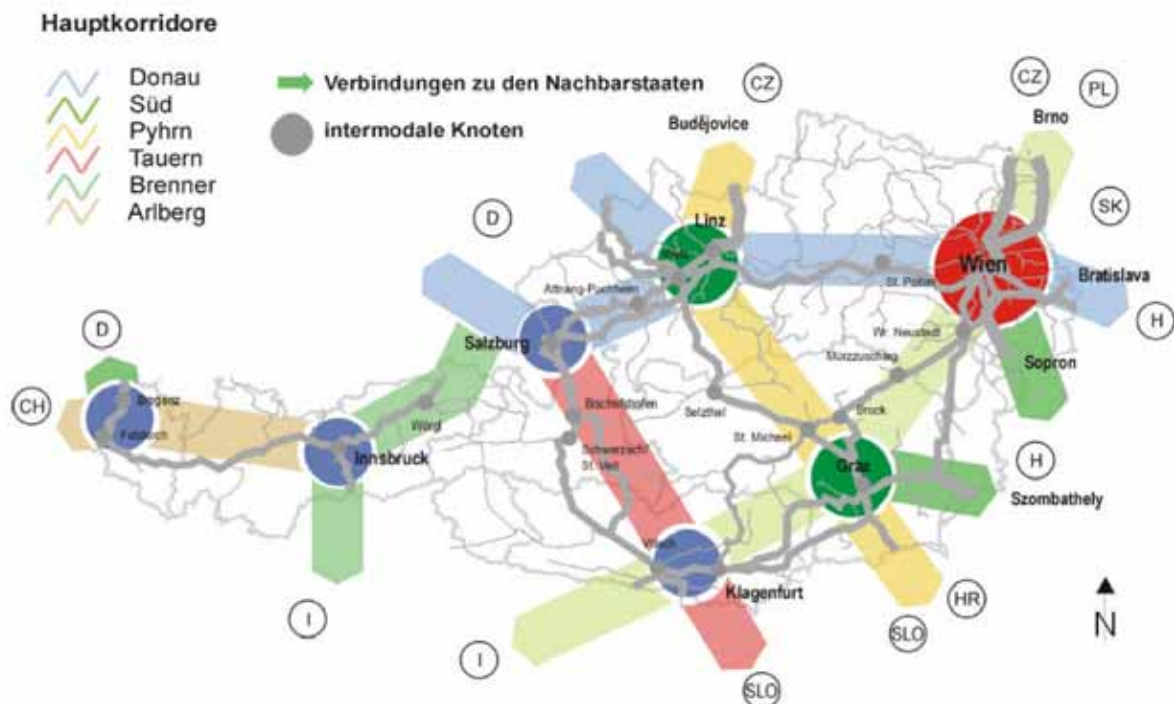 Hauptkorridore
Donau
Süd
Pyhrn
Tauern
Brenner
Arlberg
Verbindungen zu den Nachbarstaaten
intermodale Knoten
CZ
Budějovice
CZ
PL
Brno
D
Linz
SK
Wien
Bratislava
St. Pölten
Attnang-Puchheim
H
D
Salzburg
Wr. Neustadt
Mürzzuschlag
Sopron
CH
Bregenz
Feldkirch
Wörgl
Bischofshofen
Selzthal
Bruck
St. Michael
Innsbruck
Schwarzach/
St. Veit
Graz
H
Szombathely
Villach
Klagenfurt
I
I
HR
SLO
SLO
N